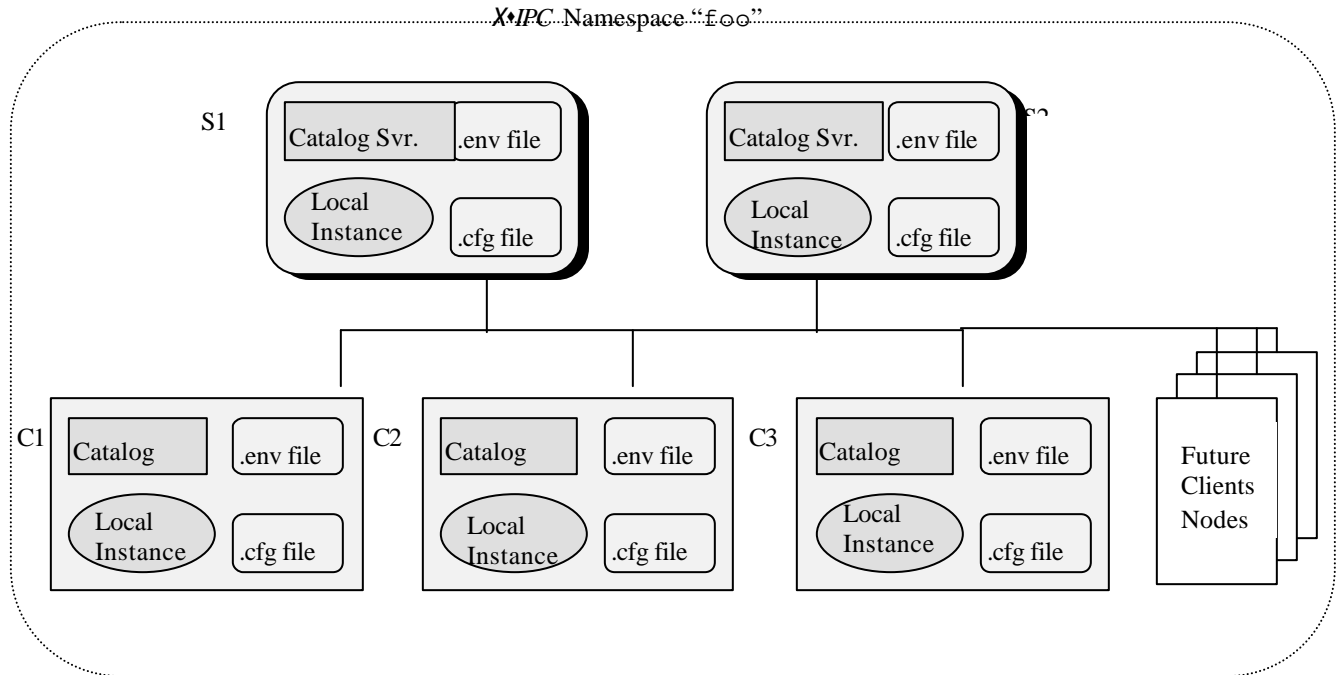 X♦IPC Namespace “foo”
S1
Catalog Svr.
.env file
Local
Instance
.cfg file
Catalog Svr.
.env file
Local
Instance
.cfg file
C1
Catalog
.env file
Local
Instance
.cfg file
C2
Catalog
.env file
Local
Instance
.cfg file
C3
Catalog
.env file
Local
Instance
.cfg file
Future
Clients
Nodes